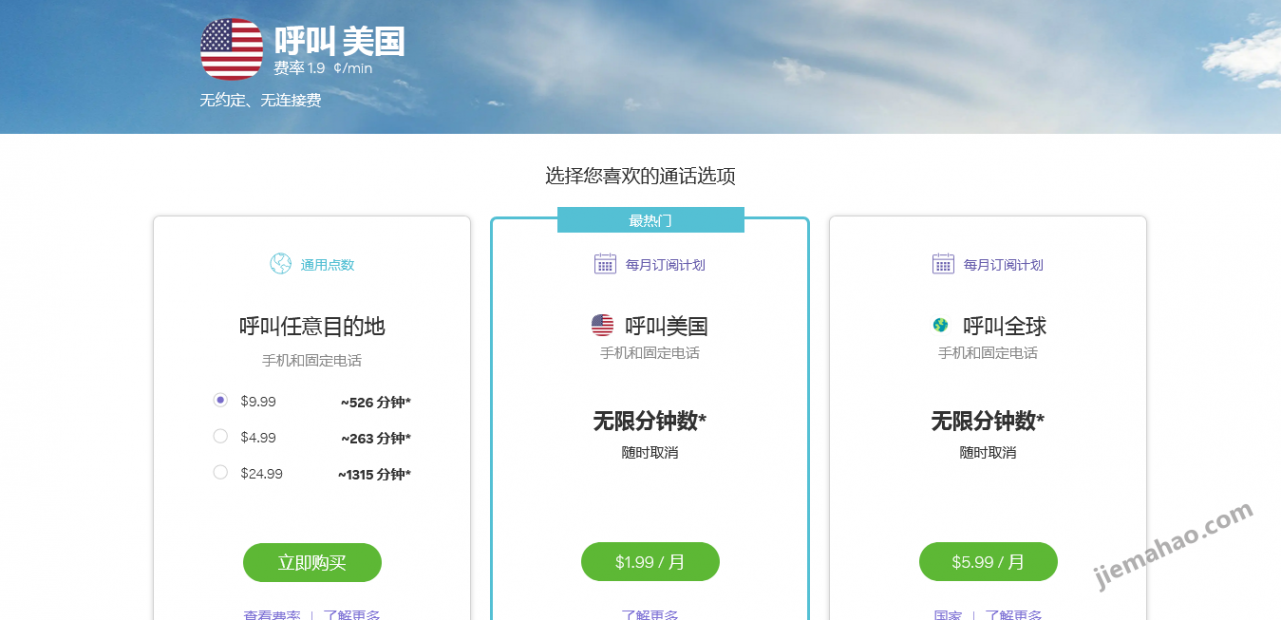 呼叫 美国
费率 1.9 ¢/min
无约定、无连接费
选择您喜欢的通话选项
通用点数
呼叫任意目的地
手机和固定电话
$9.99 ~526 分钟*
$4.99 ~263 分钟*
$24.99 ~1315 分钟*
立即购买
查看费率 | 了解更多
最热门
每月订阅计划
呼叫美国
手机和固定电话
无限分钟数*
随时取消
$1.99 / 月
了解更多
每月订阅计划
呼叫全球
手机和固定电话
无限分钟数*
随时取消
$5.99 / 月
国家 | 了解更多
jiemahao.com